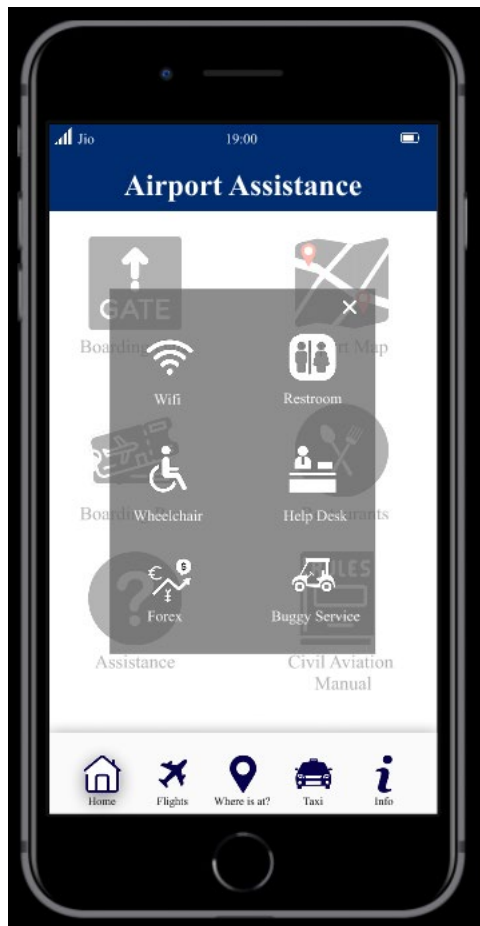 Jio 19:00
Airport Assistance
GATE
Wifi
Restroom
Wheelchair
Help Desk
Forex
Buggy Service
Assistance
Civil Aviation
Manual
Home Flights Where is at? Taxi Info